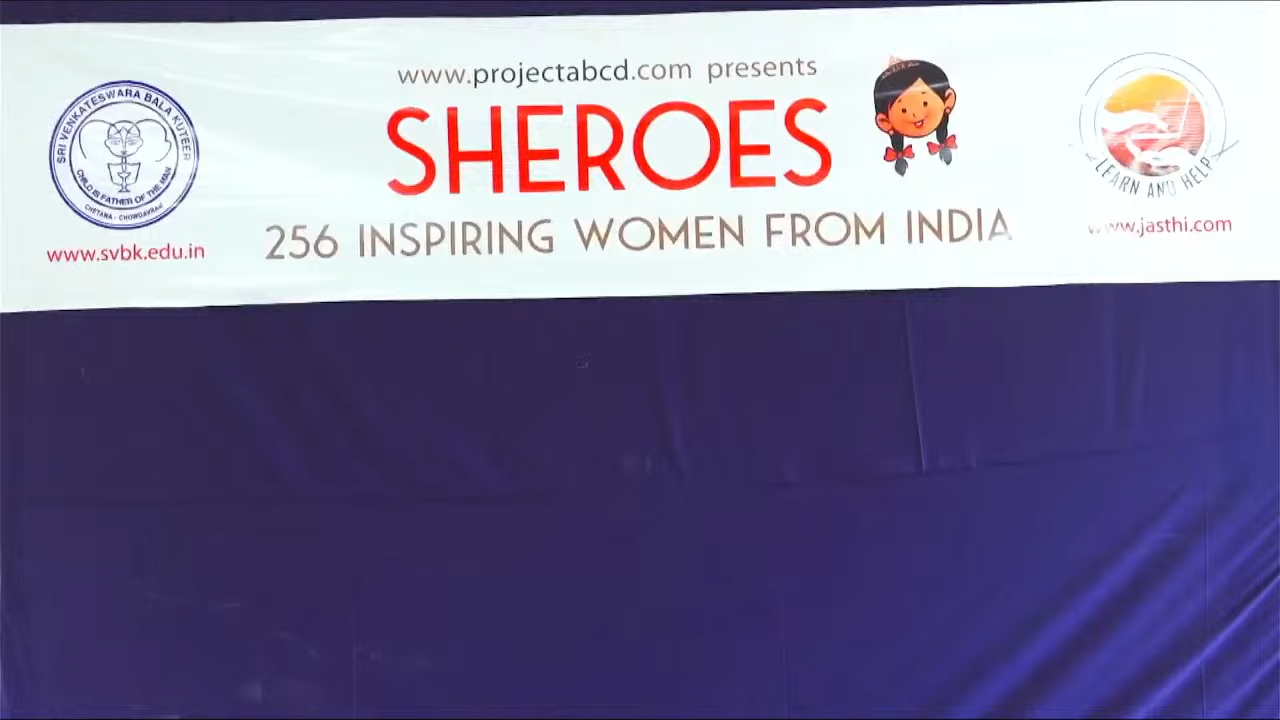 www.projectabcd.com presents
SHEROES
256 INSPIRING WOMEN FROM INDIA
SRI VENKATESWARA BALA KUTEER
CHILD IS FATHER OF THE MAN
CHETANA - CHOWDAVRAM
www.svbk.edu.in
LEARN AND HELP
www.jasthi.com